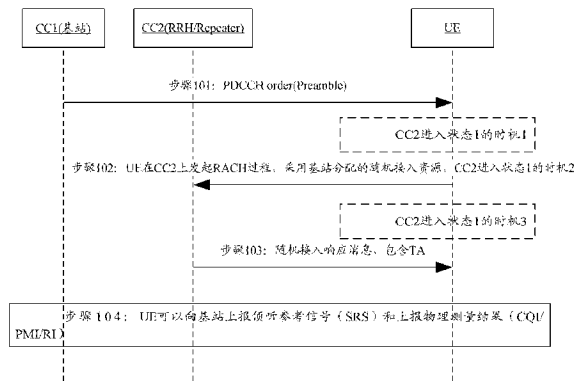 CC1(基站)
CC2(RRH/Repeater)
UE
步骤101：PDCCH order(Preamble)
CC2进入状态1的时机1
步骤102：UE在CC2上发起RACH过程，采用基站分配的随机接入资源，CC2进入状态1的时机2
CC2进入状态1的时机3
步骤103：随机接入响应消息，包含TA
步骤104：UE可以向基站上报侦听参考信号（SRS）和上报物理测量结果（CQI/
PMI/RI）